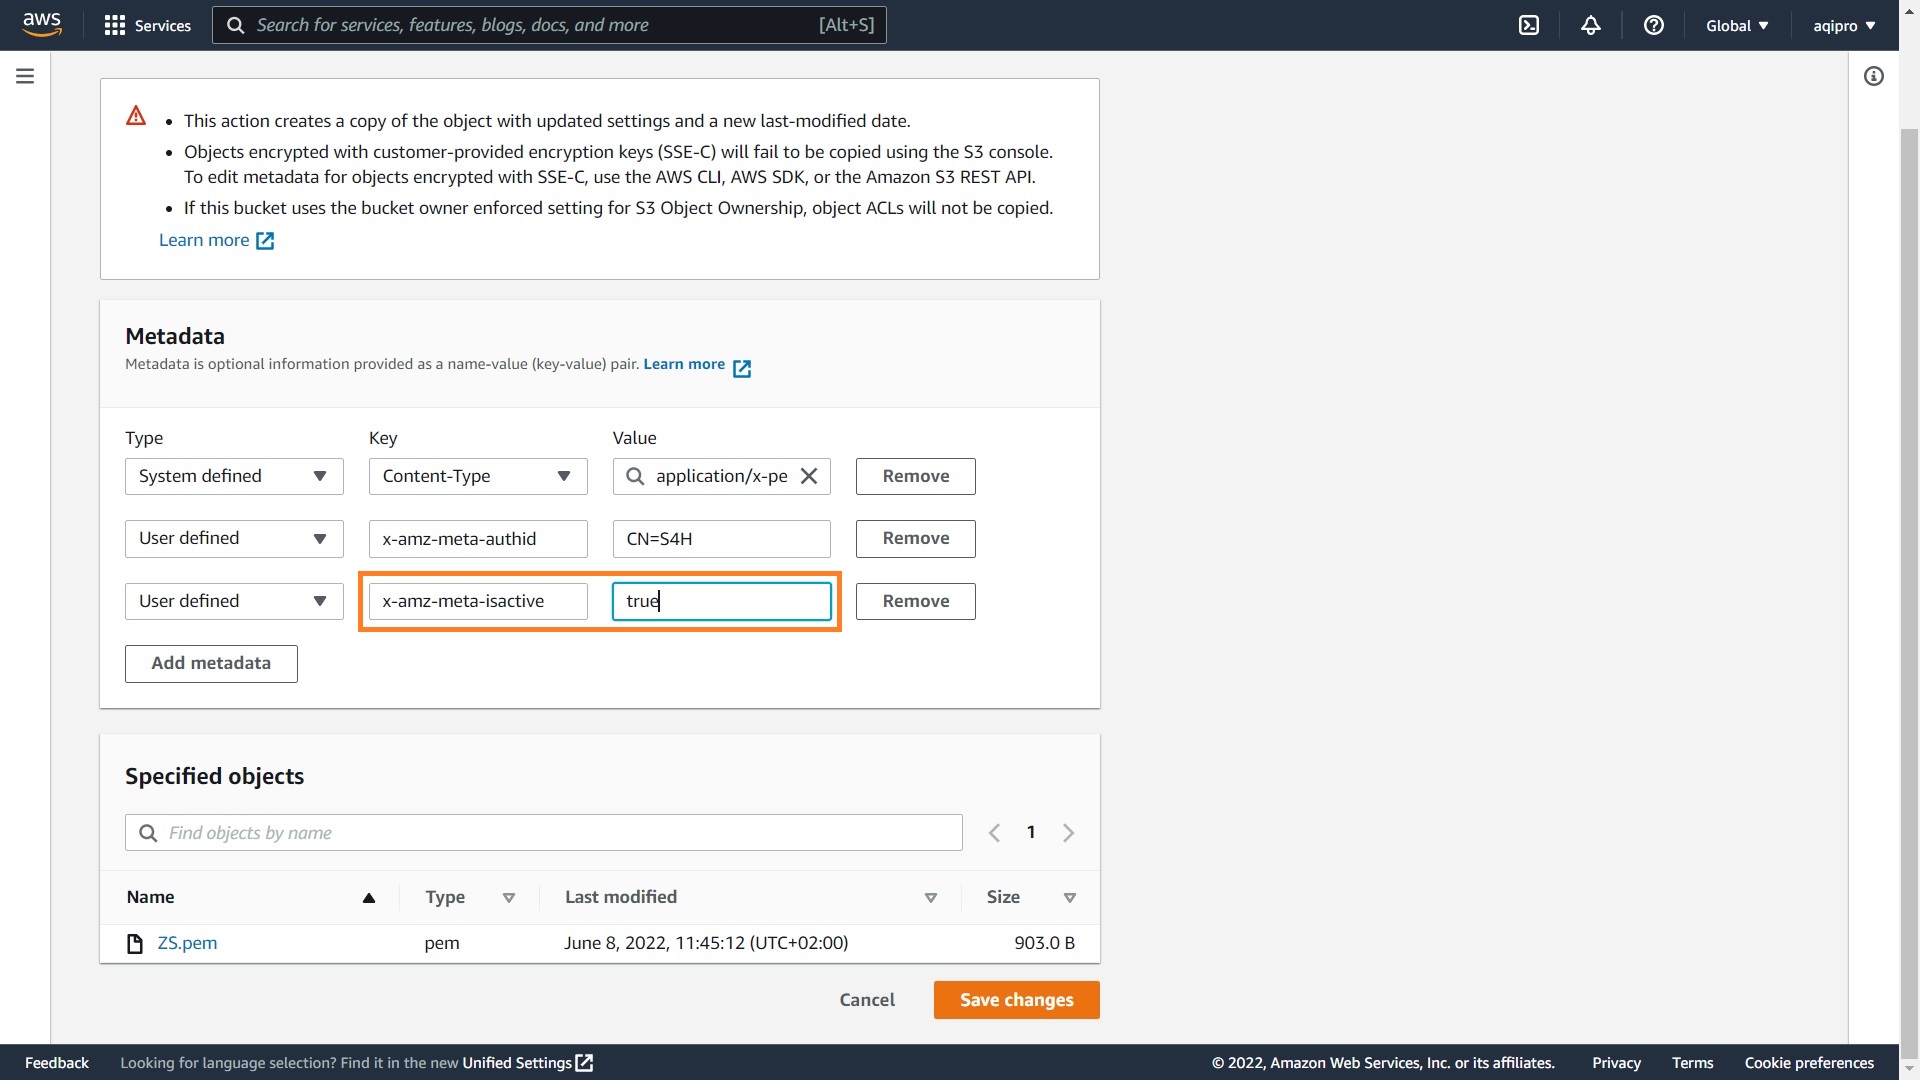 aws
Services
Search for services, features, blogs, docs, and more
[Alt+S]
Global
aqipro
This action creates a copy of the object with updated settings and a new last-modified date.
Objects encrypted with customer-provided encryption keys (SSE-C) will fail to be copied using the S3 console.
To edit metadata for objects encrypted with SSE-C, use the AWS CLI, AWS SDK, or the Amazon S3 REST API.
If this bucket uses the bucket owner enforced setting for S3 Object Ownership, object ACLs will not be copied.
Learn more
Metadata
Metadata is optional information provided as a name-value (key-value) pair. Learn more
Type Key Value
System defined Content-Type application/x-pe Remove
User defined x-amz-meta-authid CN=S4H Remove
User defined x-amz-meta-isactive true Remove
Add metadata
Specified objects
Find objects by name
1
Name Type Last modified Size
ZS.pem pem June 8, 2022, 11:45:12 (UTC+02:00) 903.0 B
Cancel Save changes
Feedback Looking for language selection? Find it in the new Unified Settings © 2022, Amazon Web Services, Inc. or its affiliates. Privacy Terms Cookie preferences